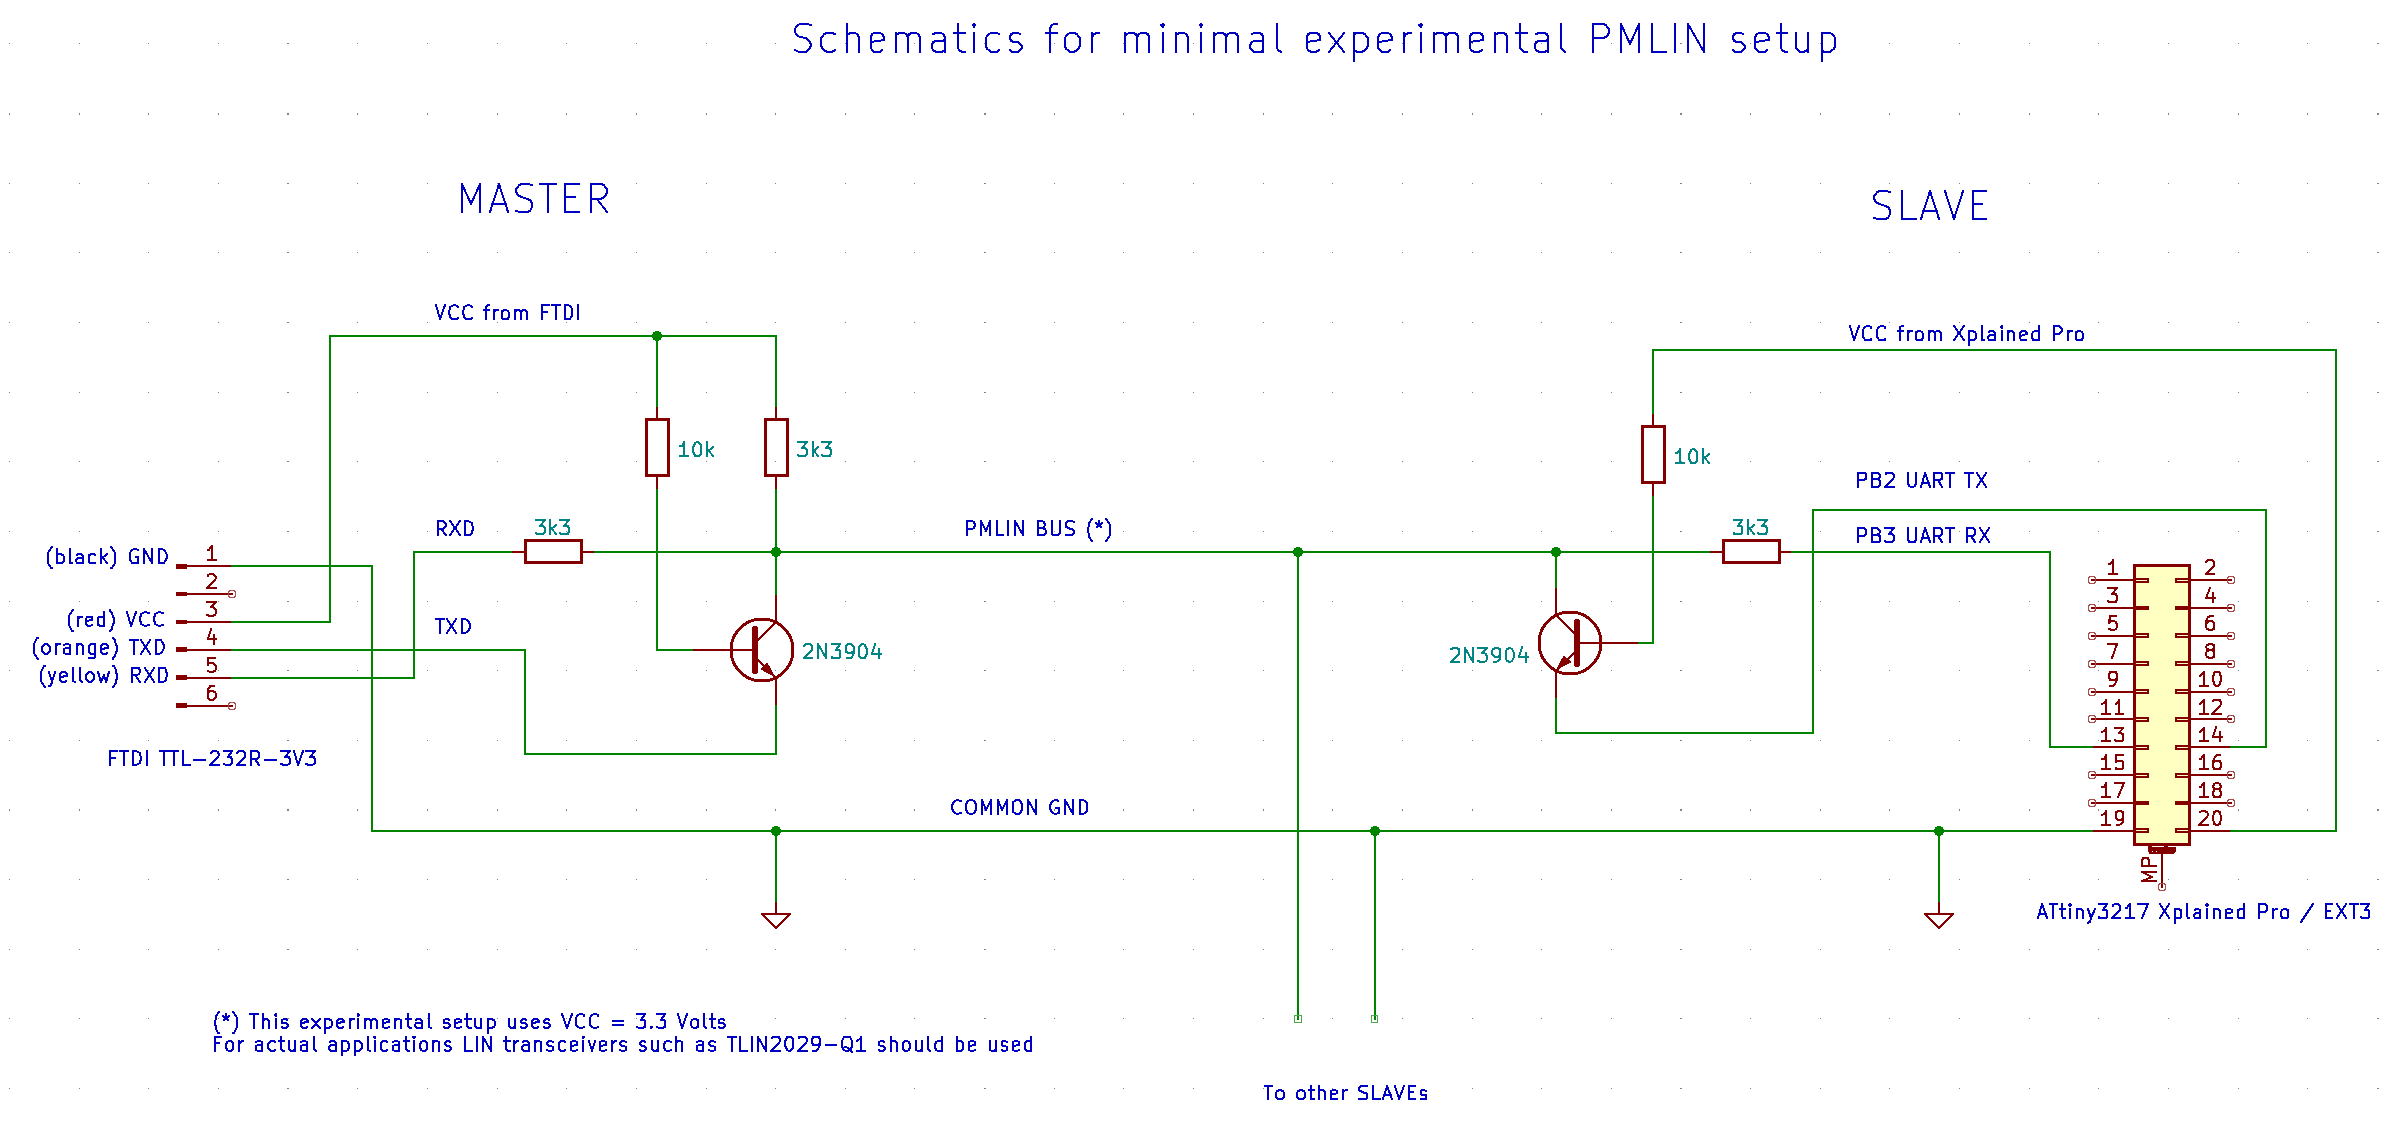 Schematics for minimal experimental PMLIN setup
MASTER
SLAVE
VCC from FTDI
VCC from Xplained Pro
10k
3k3
10k
PB2 UART TX
RXD
3k3
PMLIN BUS (*)
3k3
PB3 UART RX
(black) GND
1
2
3
(red) VCC
4
(orange) TXD
5
(yellow) RXD
6
TXD
2N3904
2N3904
1
2
3
4
5
6
7
8
9
10
11
12
13
14
15
16
17
18
19
20
MP
FTDI TTL-232R-3V3
COMMON GND
ATtiny3217 Xplained Pro / EXT3
(*) This experimental setup uses VCC = 3.3 Volts
For actual applications LIN transceivers such as TLIN2029-Q1 should be used
To other SLAVEs